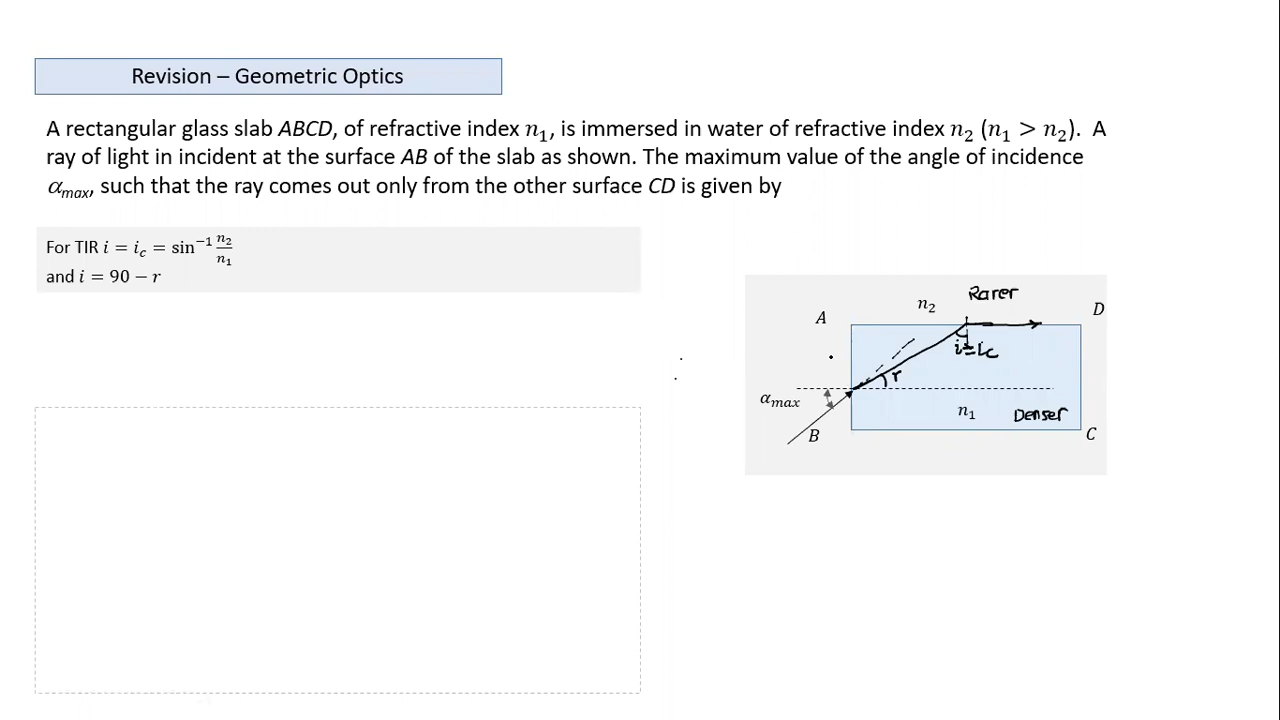 Revision – Geometric Optics
A rectangular glass slab ABCD, of refractive index n₁, is immersed in water of refractive index n₂ (n₁ > n₂). A
ray of light in incident at the surface AB of the slab as shown. The maximum value of the angle of incidence
αmax, such that the ray comes out only from the other surface CD is given by
For TIR i = i꜀ = sin⁻¹ n₂/n₁
and i = 90 − r
Rarer
n₂
D
A
i=ic
r
αmax
n₁
Denser
B
C